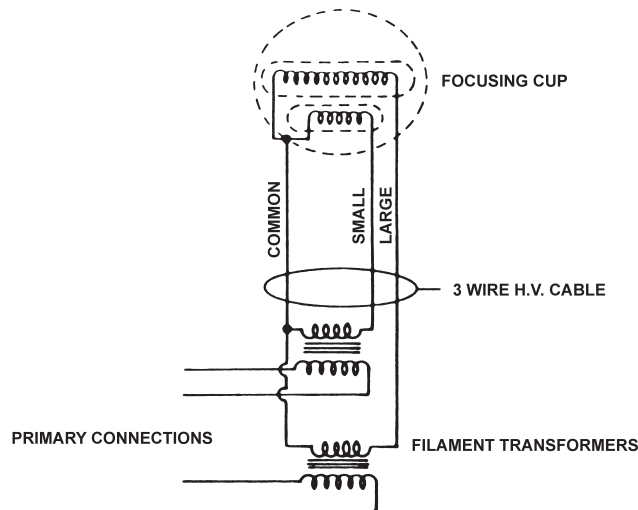 FOCUSING CUP
COMMON
SMALL
LARGE
3 WIRE H.V. CABLE
PRIMARY CONNECTIONS
FILAMENT TRANSFORMERS